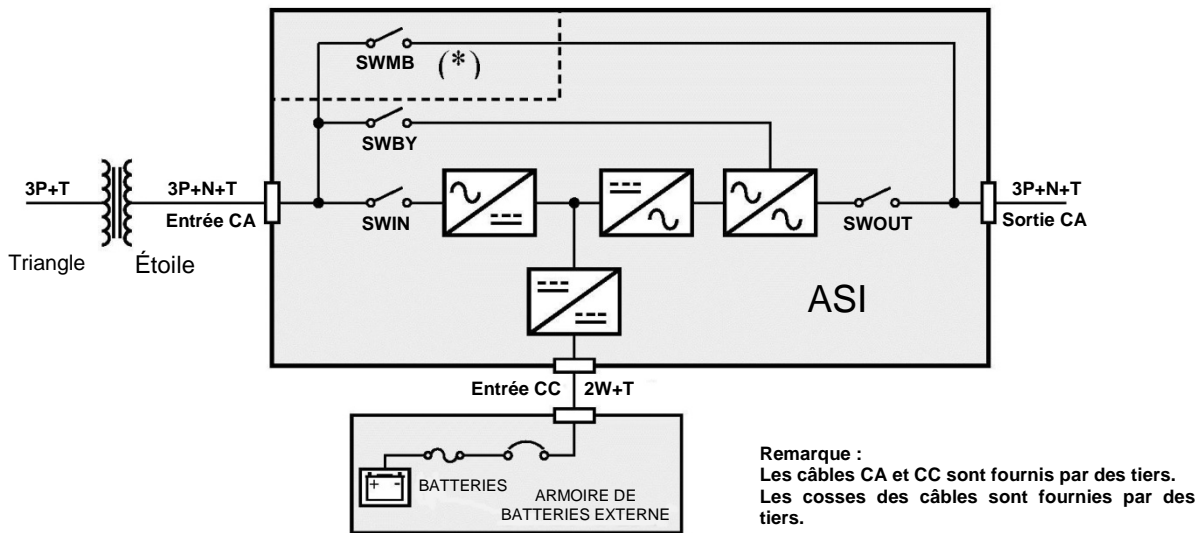 SWMB
(*)
SWBY
3P+T
3P+N+T
Entrée CA
SWIN
SWOUT
3P+N+T
Sortie CA
Triangle
Étoile
ASI
Entrée CC
2W+T
+ -
BATTERIES
ARMOIRE DE
BATTERIES EXTERNE
Remarque :
Les câbles CA et CC sont fournis par des tiers.
Les cosses des câbles sont fournies par des
tiers.